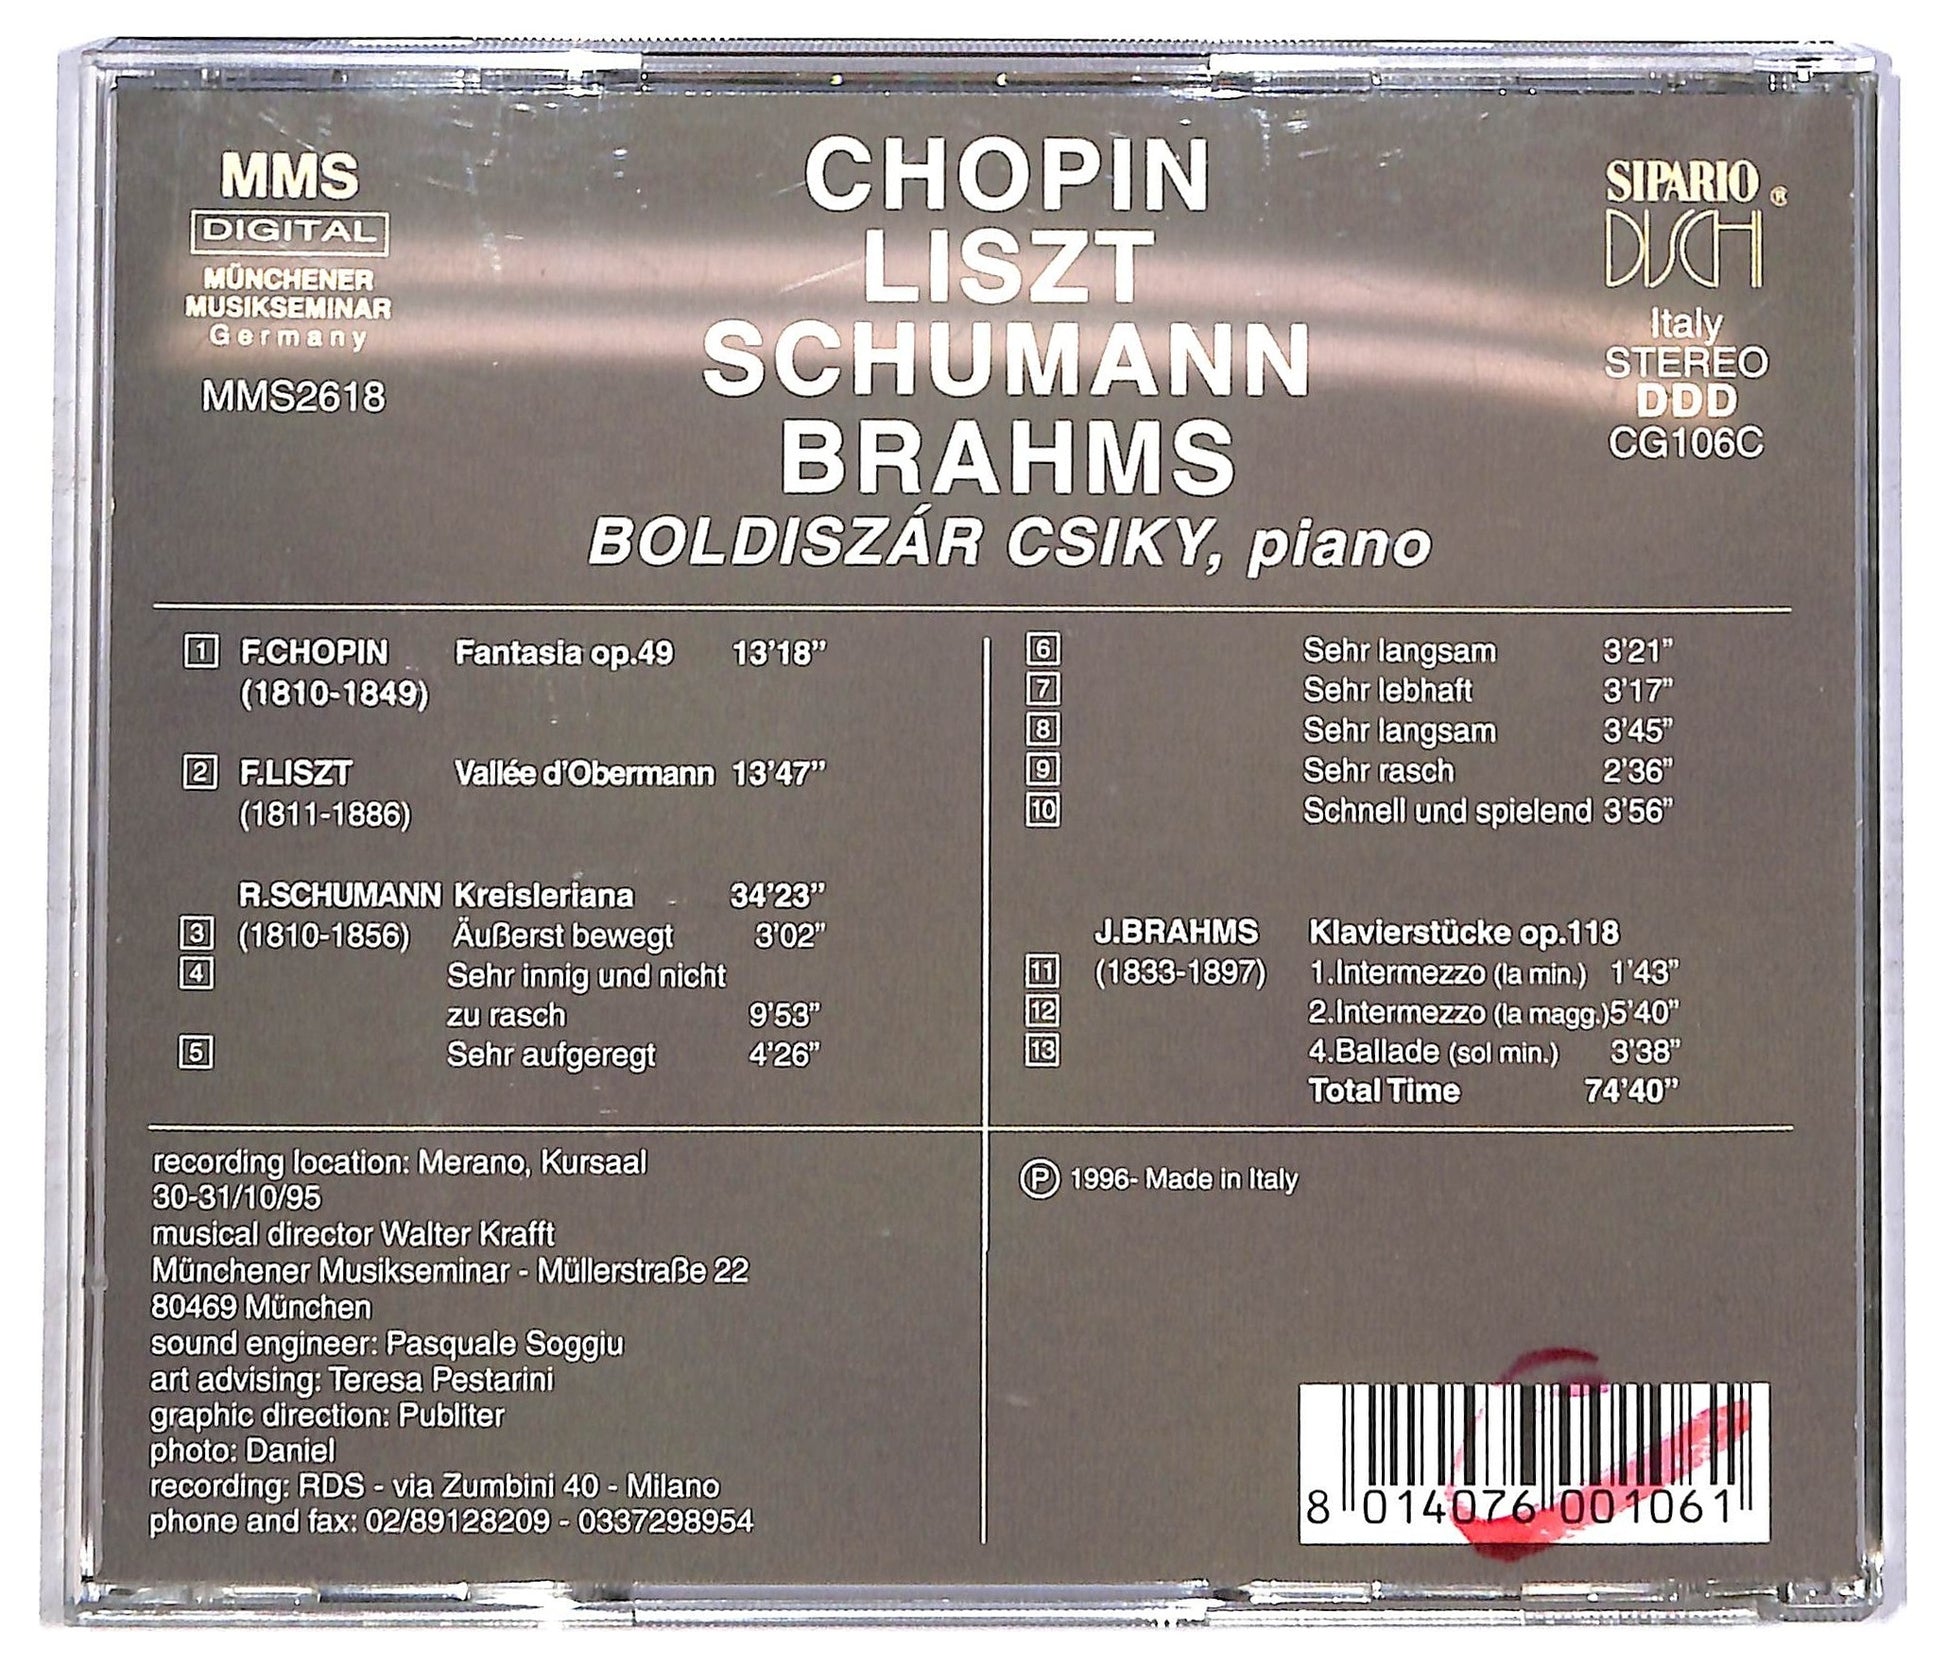 MMS
DIGITAL
MÜNCHENER
MUSIKSEMINAR
Germany
MMS2618
CHOPIN
LISZT
SCHUMANN
BRAHMS
BOLDISZÁR CSIKY, piano
SIPARIO ®
DISCHI
Italy
STEREO
DDD
CG106C
1 F.CHOPIN Fantasia op.49 13'18”
(1810-1849)
2 F.LISZT Vallée d'Obermann 13'47”
(1811-1886)
R.SCHUMANN Kreisleriana 34'23”
3 (1810-1856) Äußerst bewegt 3'02”
4 Sehr innig und nicht
zu rasch 9'53”
5 Sehr aufgeregt 4'26”
6 Sehr langsam 3'21”
7 Sehr lebhaft 3'17”
8 Sehr langsam 3'45”
9 Sehr rasch 2'36”
10 Schnell und spielend 3'56”
J.BRAHMS Klavierstücke op.118
11 (1833-1897) 1.Intermezzo (la min.) 1'43”
12 2.Intermezzo (la magg.)5'40”
13 4.Ballade (sol min.) 3'38”
Total Time 74'40”
recording location: Merano, Kursaal
30-31/10/95
musical director Walter Krafft
Münchener Musikseminar - Müllerstraße 22
80469 München
sound engineer: Pasquale Soggiu
art advising: Teresa Pestarini
graphic direction: Publiter
photo: Daniel
recording: RDS - via Zumbini 40 - Milano
phone and fax: 02/89128209 - 0337298954
Ⓟ 1996- Made in Italy
8 014076 001061